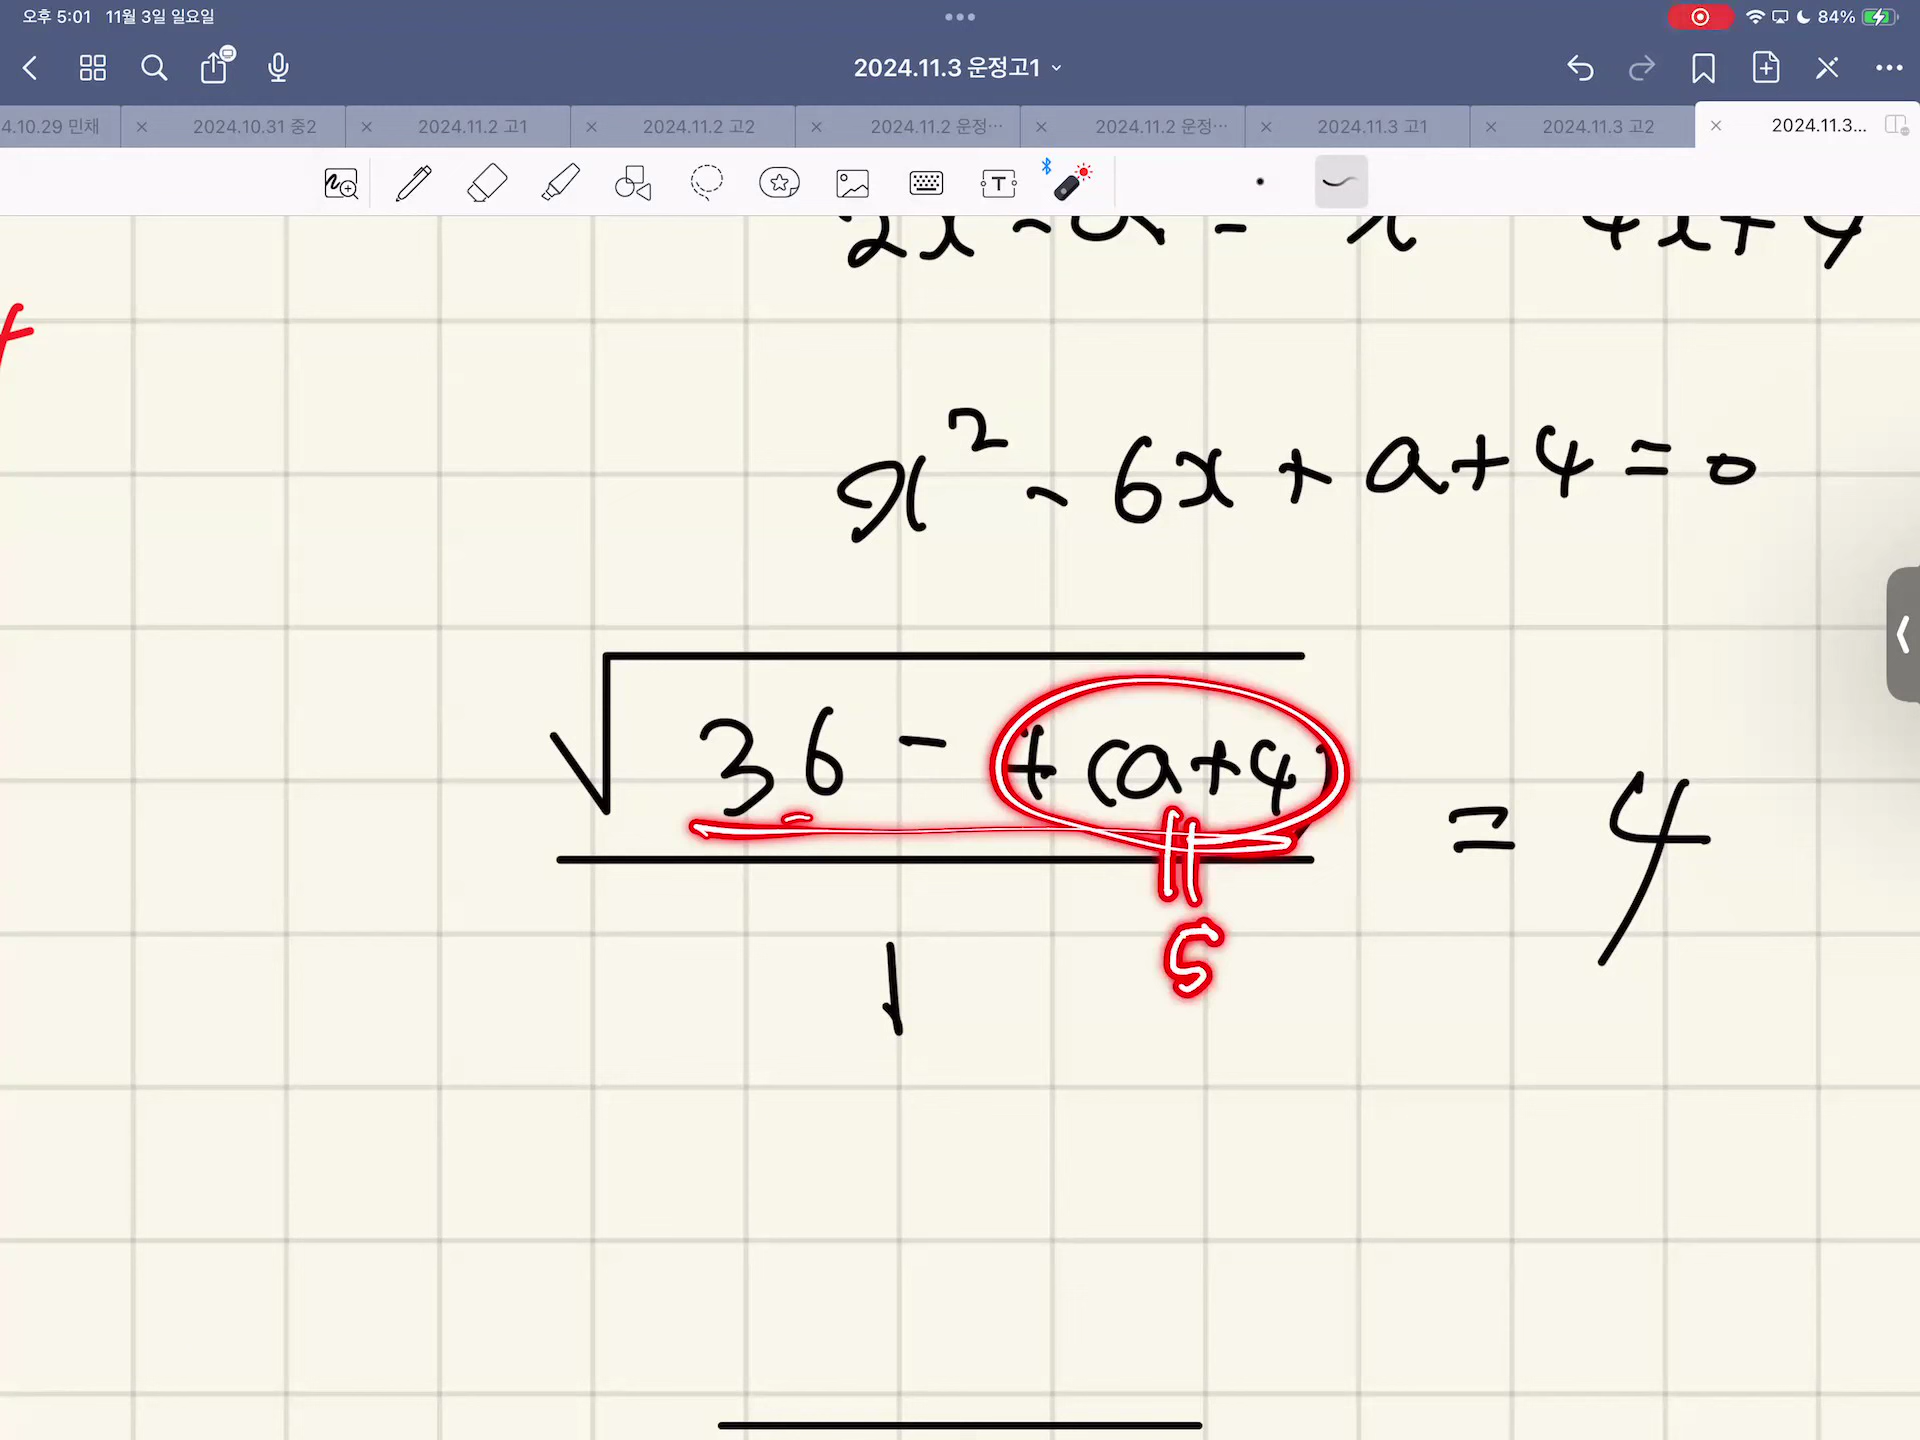 오후 5:01 11월 3일 일요일
84%
2024.11.3 운정고1
4.10.29 민채
2024.10.31 중2
2024.11.2 고1
2024.11.2 고2
2024.11.2 운정…
2024.11.2 운정…
2024.11.3 고1
2024.11.3 고2
2024.11.3...
T
x² - 6x + a + 4 = 0
√36 - 4(a+4) = 4
1
5